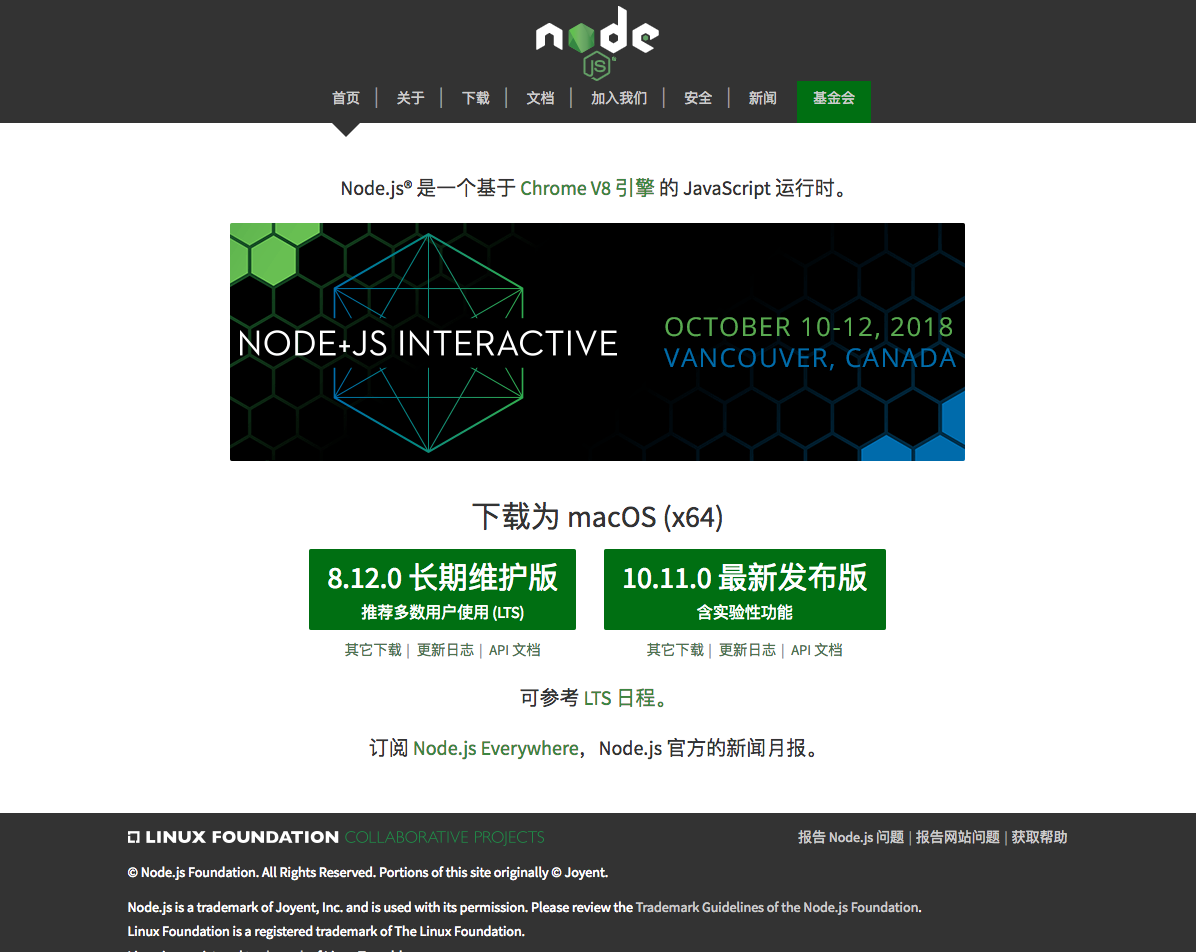 node
JS
首页 | 关于 | 下载 | 文档 | 加入我们 | 安全 | 新闻 基金会
Node.js® 是一个基于 Chrome V8 引擎 的 JavaScript 运行时。
NODE+JS INTERACTIVE
OCTOBER 10-12, 2018
VANCOUVER, CANADA
下载为 macOS (x64)
8.12.0 长期维护版
推荐多数用户使用 (LTS)
10.11.0 最新发布版
含实验性功能
其它下载 | 更新日志 | API 文档
其它下载 | 更新日志 | API 文档
可参考 LTS 日程。
订阅 Node.js Everywhere，Node.js 官方的新闻月报。
LINUX FOUNDATION COLLABORATIVE PROJECTS
报告 Node.js 问题 | 报告网站问题 | 获取帮助
© Node.js Foundation. All Rights Reserved. Portions of this site originally © Joyent.
Node.js is a trademark of Joyent, Inc. and is used with its permission. Please review the Trademark Guidelines of the Node.js Foundation.
Linux Foundation is a registered trademark of The Linux Foundation.